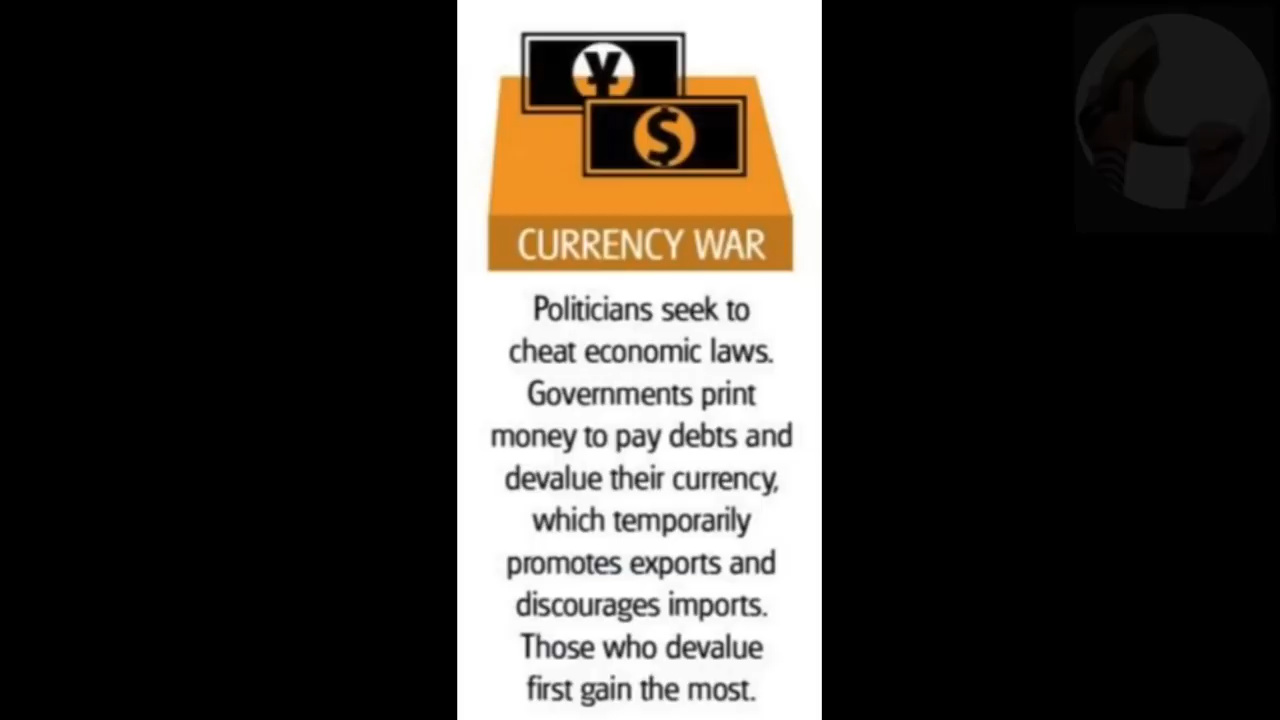 ¥
$
CURRENCY WAR
Politicians seek to
cheat economic laws.
Governments print
money to pay debts and
devalue their currency,
which temporarily
promotes exports and
discourages imports.
Those who devalue
first gain the most.